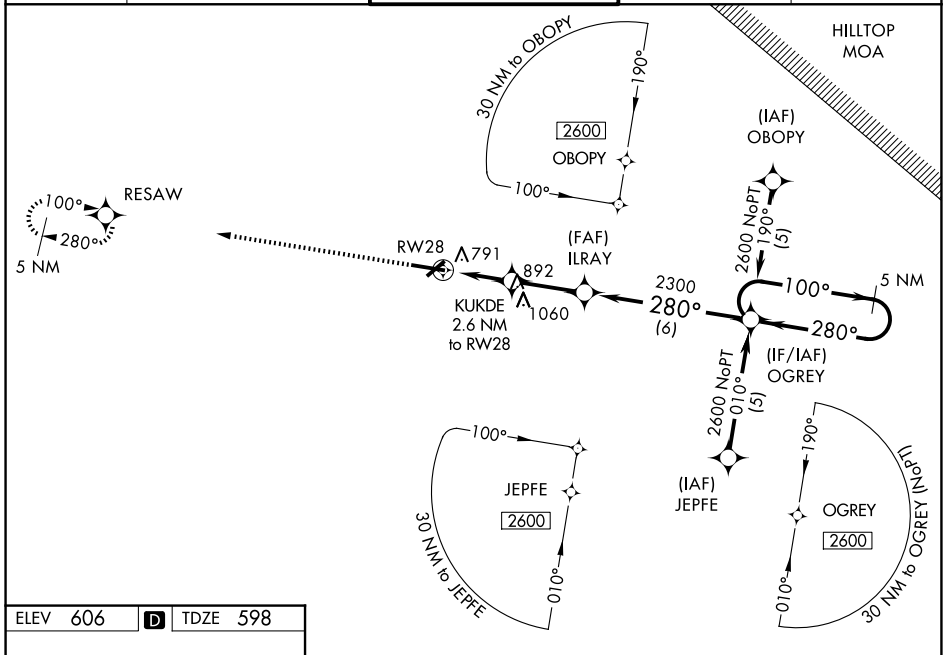 HILLTOP
MOA
30 NM to OBOPY
190°
2600
OBOPY
100°
(IAF)
OBOPY
2600 NoPT
190°
(5)
100°
280°
RESAW
5 NM
RW28
791
892
1060
KUKDE
2.6 NM
to RW28
(FAF)
ILRAY
2300
280°
(6)
100°
5 NM
280°
(IF/IAF)
OGREY
2600 NoPT
010°
(5)
(IAF)
JEPFE
100°
JEPFE
2600
010°
30 NM to JEPFE
190°
OGREY
2600
010°
30 NM to OGREY (NoPT)
ELEV 606 D TDZE 598